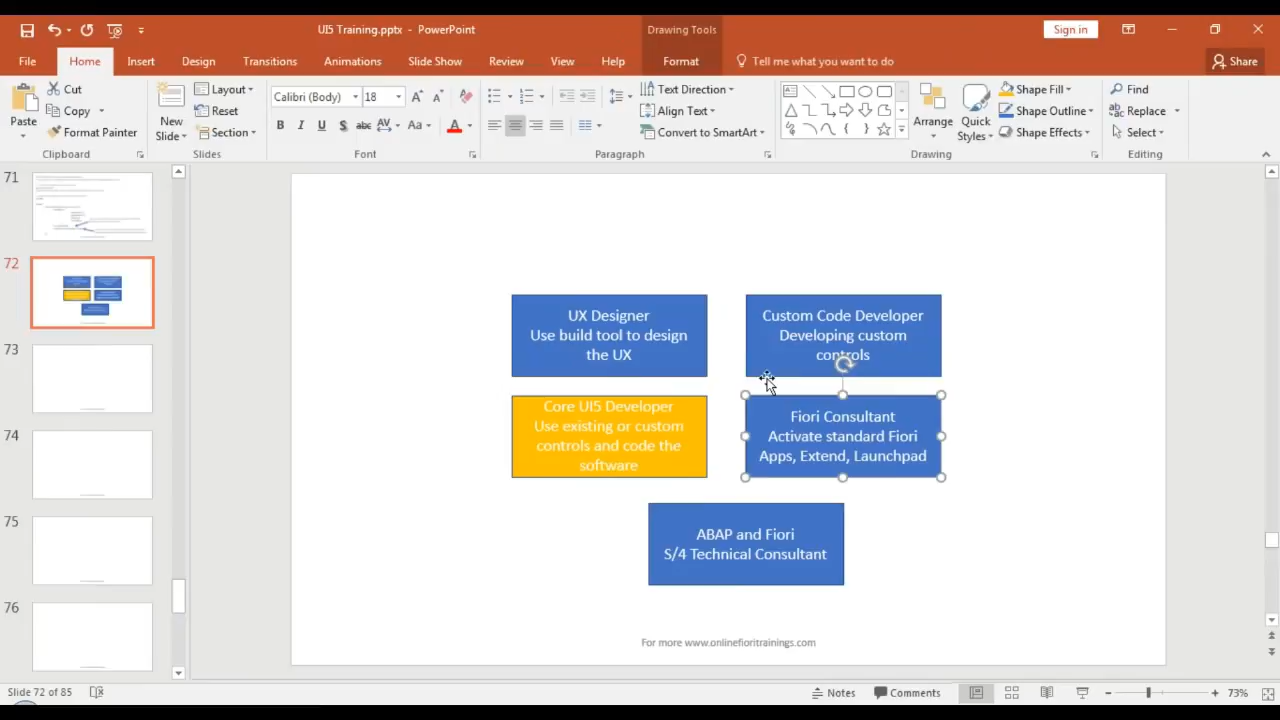 UI5 Training.pptx - PowerPoint
Drawing Tools
Sign in
File
Home
Insert
Design
Transitions
Animations
Slide Show
Review
View
Help
Format
Tell me what you want to do
Share
Paste
Cut
Copy
Format Painter
Clipboard
New
Slide
Layout
Reset
Section
Slides
Calibri (Body)
18
B I U S abc AV Aa A
Font
Text Direction
Align Text
Convert to SmartArt
Paragraph
Arrange
Quick
Styles
Shape Fill
Shape Outline
Shape Effects
Drawing
Find
Replace
Select
Editing
71
72
73
74
75
76
UX Designer
Use build tool to design
the UX
Custom Code Developer
Developing custom
controls
Core UI5 Developer
Use existing or custom
controls and code the
software
Fiori Consultant
Activate standard Fiori
Apps, Extend, Launchpad
ABAP and Fiori
S/4 Technical Consultant
For more www.onlinefioritrainings.com
Slide 72 of 85
Notes
Comments
73%